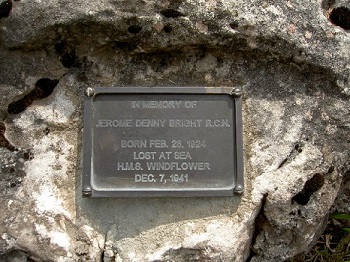 IN MEMORY OF
JEROME DENNY BRIGHT R.C.N.
BORN FEB. 28, 1924
LOST AT SEA
H.M.S. WINDFLOWER
DEC. 7, 1941